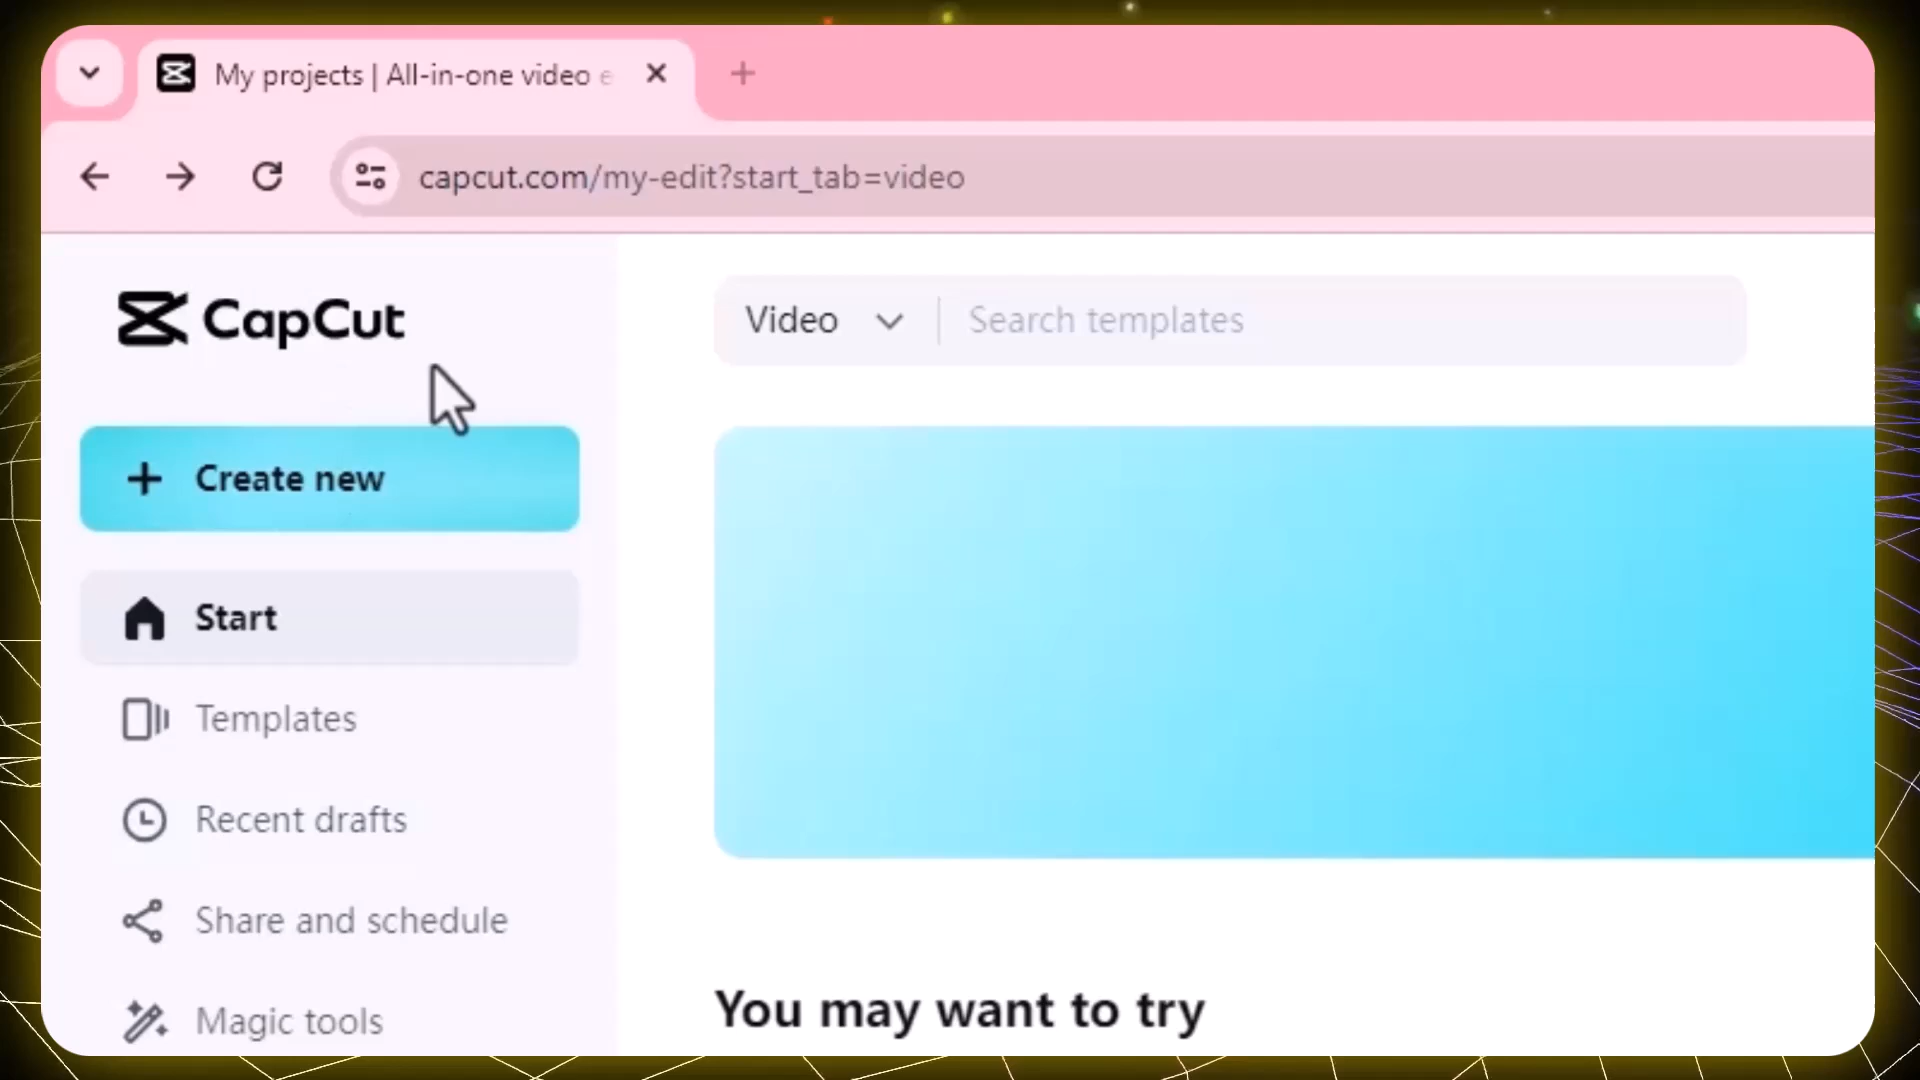 My projects | All-in-one video e
capcut.com/my-edit?start_tab=video
CapCut
Video
Search templates
Create new
Start
Templates
Recent drafts
Share and schedule
Magic tools
You may want to try